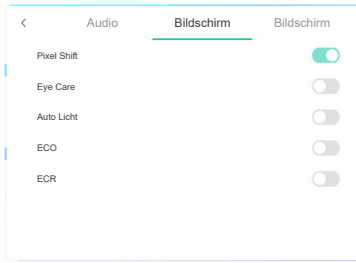 Audio Bildschirm Bildschirm
Pixel Shift
Eye Care
Auto Licht
ECO
ECR